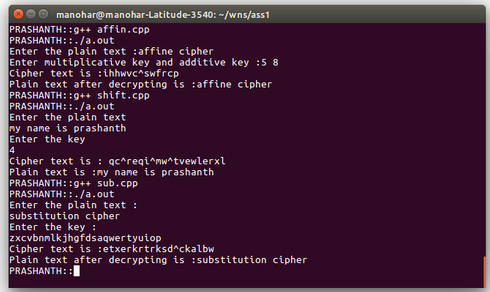 manohar@manohar-Latitude-3540: ~/wns/ass1
PRASHANTH::g++ affin.cpp
PRASHANTH::./a.out
Enter the plain text :affine cipher
Enter multiplicative key and additive key :5 8
Cipher text is :ihhwvc^swfrcp
Plain text after decrypting is :affine cipher
PRASHANTH::g++ shift.cpp
PRASHANTH::./a.out
Enter the plain text
my name is prashanth
Enter the key
4
Cipher text is : qc^reqi^mw^tvewlerxl
Plain text is :my name is prashanth
PRASHANTH::g++ sub.cpp
PRASHANTH::./a.out
Enter the plain text :
substitution cipher
Enter the key :
zxcvbnmlkjhgfdsaqwertyuiop
Cipher text is :etxerkrtrksd^ckalbw
Plain text after decrypting is :substitution cipher
PRASHANTH::